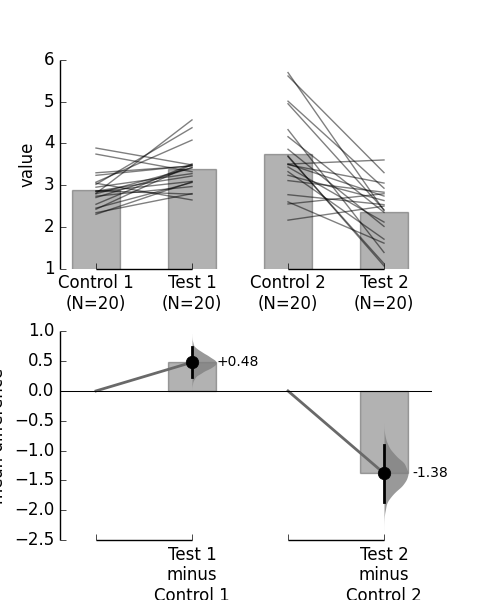 6
5
4
3
2
1
value
Control 1
(N=20)
Test 1
(N=20)
Control 2
(N=20)
Test 2
(N=20)
1.0
0.5
0.0
−0.5
−1.0
−1.5
−2.0
−2.5
difference
+0.48
-1.38
Test 1
minus
Control 1
Test 2
minus
Control 2